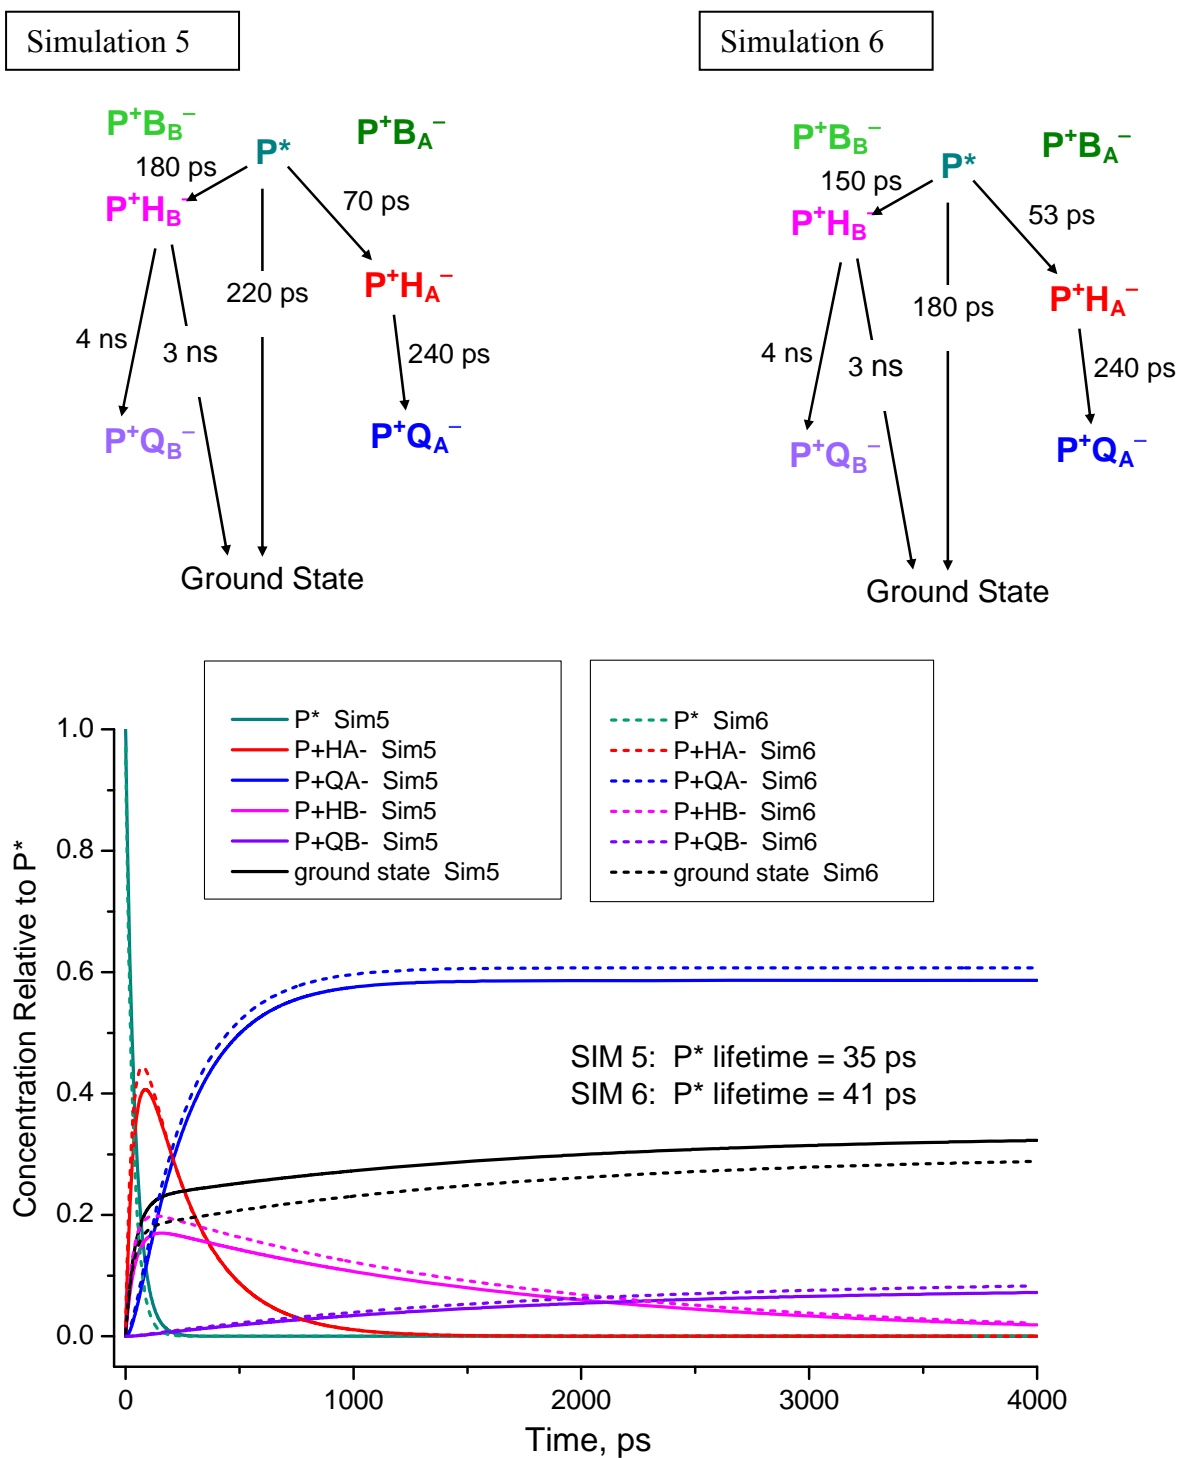 Simulation 5
Simulation 6
P⁺B_B⁻
P*
P⁺B_A⁻
180 ps
70 ps
P⁺H_B⁻
P⁺H_A⁻
220 ps
4 ns
3 ns
240 ps
P⁺Q_B⁻
P⁺Q_A⁻
Ground State
P⁺B_B⁻
P*
P⁺B_A⁻
150 ps
53 ps
P⁺H_B⁻
P⁺H_A⁻
180 ps
4 ns
3 ns
240 ps
P⁺Q_B⁻
P⁺Q_A⁻
Ground State
P* Sim5
P+HA- Sim5
P+QA- Sim5
P+HB- Sim5
P+QB- Sim5
ground state Sim5
P* Sim6
P+HA- Sim6
P+QA- Sim6
P+HB- Sim6
P+QB- Sim6
ground state Sim6
Concentration Relative to P*
1.0
0.8
0.6
0.4
0.2
0.0
SIM 5: P* lifetime = 35 ps
SIM 6: P* lifetime = 41 ps
0 1000 2000 3000 4000
Time, ps